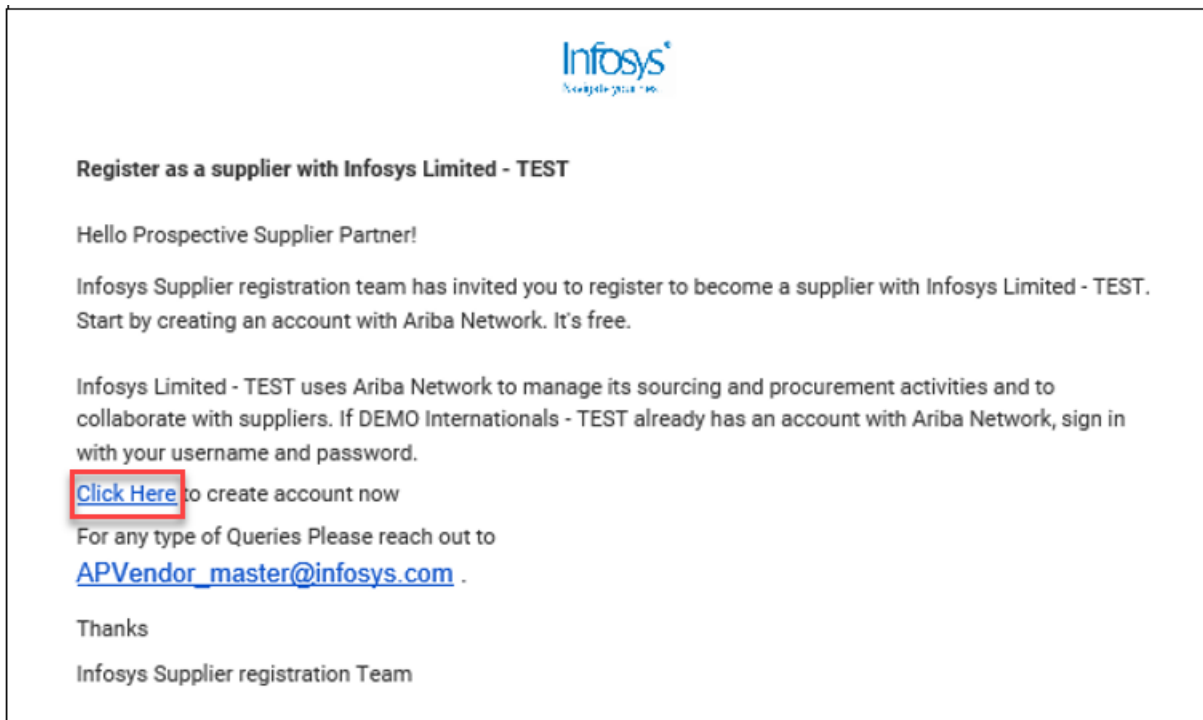 Infosys
Register as a supplier with Infosys Limited - TEST
Hello Prospective Supplier Partner!
Infosys Supplier registration team has invited you to register to become a supplier with Infosys Limited - TEST.
Start by creating an account with Ariba Network. It's free.
Infosys Limited - TEST uses Ariba Network to manage its sourcing and procurement activities and to
collaborate with suppliers. If DEMO Internationals - TEST already has an account with Ariba Network, sign in
with your username and password.
Click Here to create account now
For any type of Queries Please reach out to
APVendor_master@infosys.com .
Thanks
Infosys Supplier registration Team